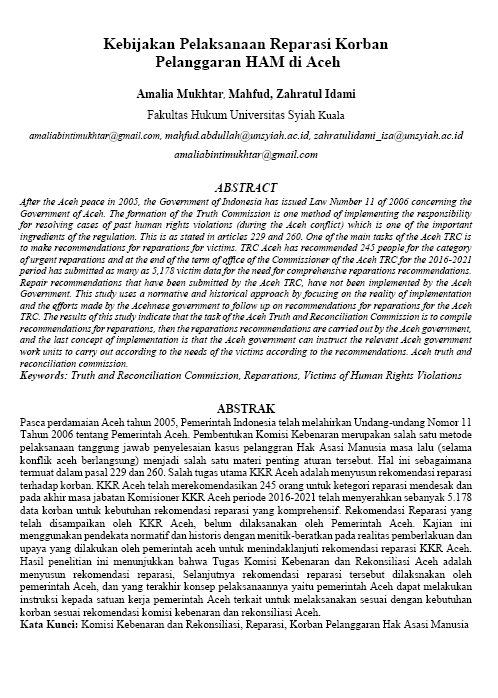 Kebijakan Pelaksanaan Reparasi Korban
Pelanggaran HAM di Aceh
Amalia Mukhtar, Mahfud, Zahratul Idami
Fakultas Hukum Universitas Syiah Kuala
amaliabintimukhtar@gmail.com, mahfud.abdullah@unsyiah.ac.id, zahratulidami_isa@unsyiah.ac.id
amaliabintimukhtar@gmail.com
ABSTRACT
After the Aceh peace in 2005, the Government of Indonesia has issued Law Number 11 of 2006 concerning the
Government of Aceh. The formation of the Truth Commission is one method of implementing the responsibility
for resolving cases of past human rights violations (during the Aceh conflict) which is one of the important
ingredients of the regulation. This is as stated in articles 229 and 260. One of the main tasks of the Aceh TRC is
to make recommendations for reparations for victims. TRC Aceh has recommended 245 people for the category
of urgent reparations and at the end of the term of office of the Commissioner of the Aceh TRC for the 2016-2021
period has submitted as many as 5,178 victim data for the need for comprehensive reparations recommendations.
Repair recommendations that have been submitted by the Aceh TRC, have not been implemented by the Aceh
Government. This study uses a normative and historical approach by focusing on the reality of implementation
and the efforts made by the Acehnese government to follow up on recommendations for reparations for the Aceh
TRC. The results of this study indicate that the task of the Aceh Truth and Reconciliation Commission is to compile
recommendations for reparations, then the reparations recommendations are carried out by the Aceh government,
and the last concept of implementation is that the Aceh government can instruct the relevant Aceh government
work units to carry out according to the needs of the victims according to the recommendations. Aceh truth and
reconciliation commission.
Keywords: Truth and Reconciliation Commission, Reparations, Victims of Human Rights Violations
ABSTRAK
Pasca perdamaian Aceh tahun 2005, Pemerintah Indonesia telah melahirkan Undang-undang Nomor 11
Tahun 2006 tentang Pemerintah Aceh. Pembentukan Komisi Kebenaran merupakan salah satu metode
pelaksanaan tanggung jawab penyelesaian kasus pelanggran Hak Asasi Manusia masa lalu (selama
konflik aceh berlangsung) menjadi salah satu materi penting aturan tersebut. Hal ini sebagaimana
termuat dalam pasal 229 dan 260. Salah tugas utama KKR Aceh adalah menyusun rekomendasi reparasi
terhadap korban. KKR Aceh telah merekomendasikan 245 orang untuk ketegori reparasi mendesak dan
pada akhir masa jabatan Komisioner KKR Aceh periode 2016-2021 telah menyerahkan sebanyak 5.178
data korban untuk kebutuhan rekomendasi reparasi yang komprehensif. Rekomendasi Reparasi yang
telah disampaikan oleh KKR Aceh, belum dilaksanakan oleh Pemerintah Aceh. Kajian ini
menggunakan pendekata normatif dan historis dengan menitik-beratkan pada realitas pemberlakuan dan
upaya yang dilakukan oleh pemerintah aceh untuk menindaklanjuti rekomendasi reparasi KKR Aceh.
Hasil penelitian ini menunjukkan bahwa Tugas Komisi Kebenaran dan Rekonsiliasi Aceh adalah
menyusun rekomendasi reparasi, Selanjutnya rekomendasi reparasi tersebut dilaksnakan oleh
pemerintah Aceh, dan yang terakhir konsep pelaksanaannya yaitu pemerintah Aceh dapat melakukan
instruksi kepada satuan kerja pemerintah Aceh terkait untuk melaksanakan sesuai dengan kebutuhan
korban sesuai rekomendasi komisi kebenaran dan rekonsiliasi Aceh.
Kata Kunci: Komisi Kebenaran dan Rekonsiliasi, Reparasi, Korban Pelanggaran Hak Asasi Manusia